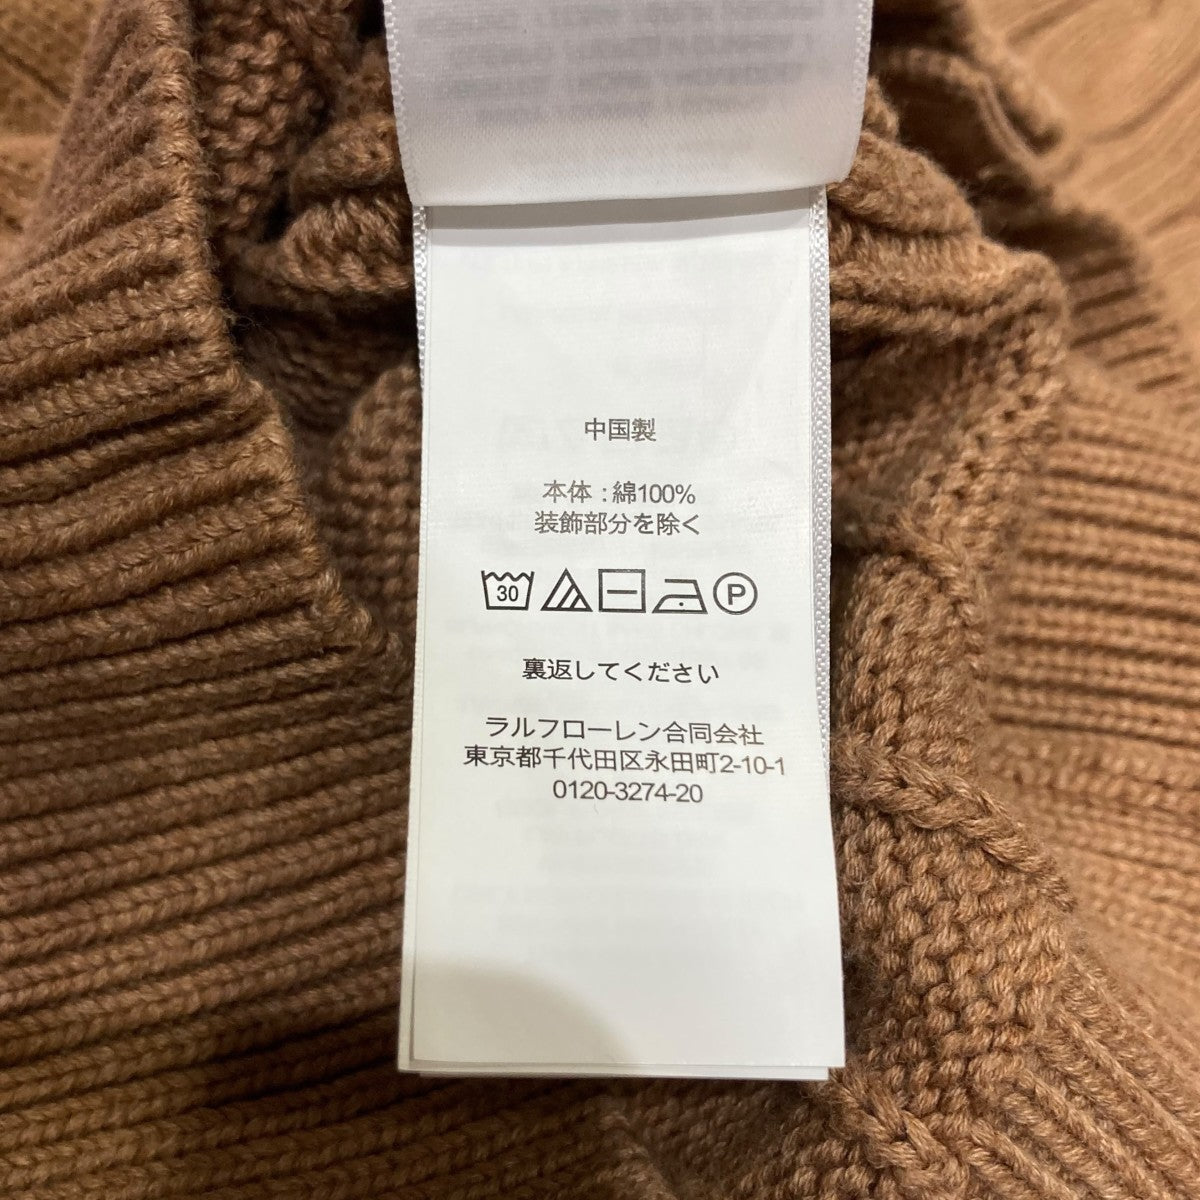 中国製
本体 : 綿100%
装飾部分を除く
30 P
裏返してください
ラルフローレン合同会社
東京都千代田区永田町2-10-1
0120-3274-20